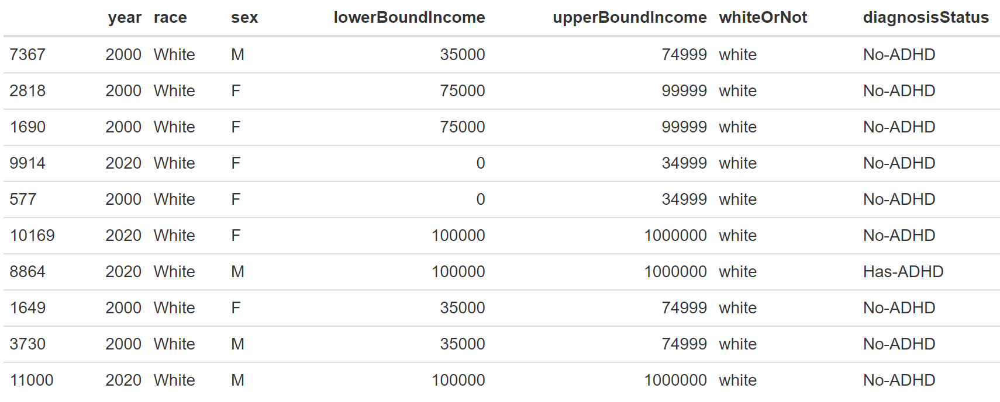 year race sex lowerBoundIncome upperBoundIncome whiteOrNot diagnosisStatus
7367 2000 White M 35000 74999 white No-ADHD
2818 2000 White F 75000 99999 white No-ADHD
1690 2000 White F 75000 99999 white No-ADHD
9914 2020 White F 0 34999 white No-ADHD
577 2000 White F 0 34999 white No-ADHD
10169 2020 White F 100000 1000000 white No-ADHD
8864 2020 White M 100000 1000000 white Has-ADHD
1649 2000 White F 35000 74999 white No-ADHD
3730 2000 White M 35000 74999 white No-ADHD
11000 2020 White M 100000 1000000 white No-ADHD